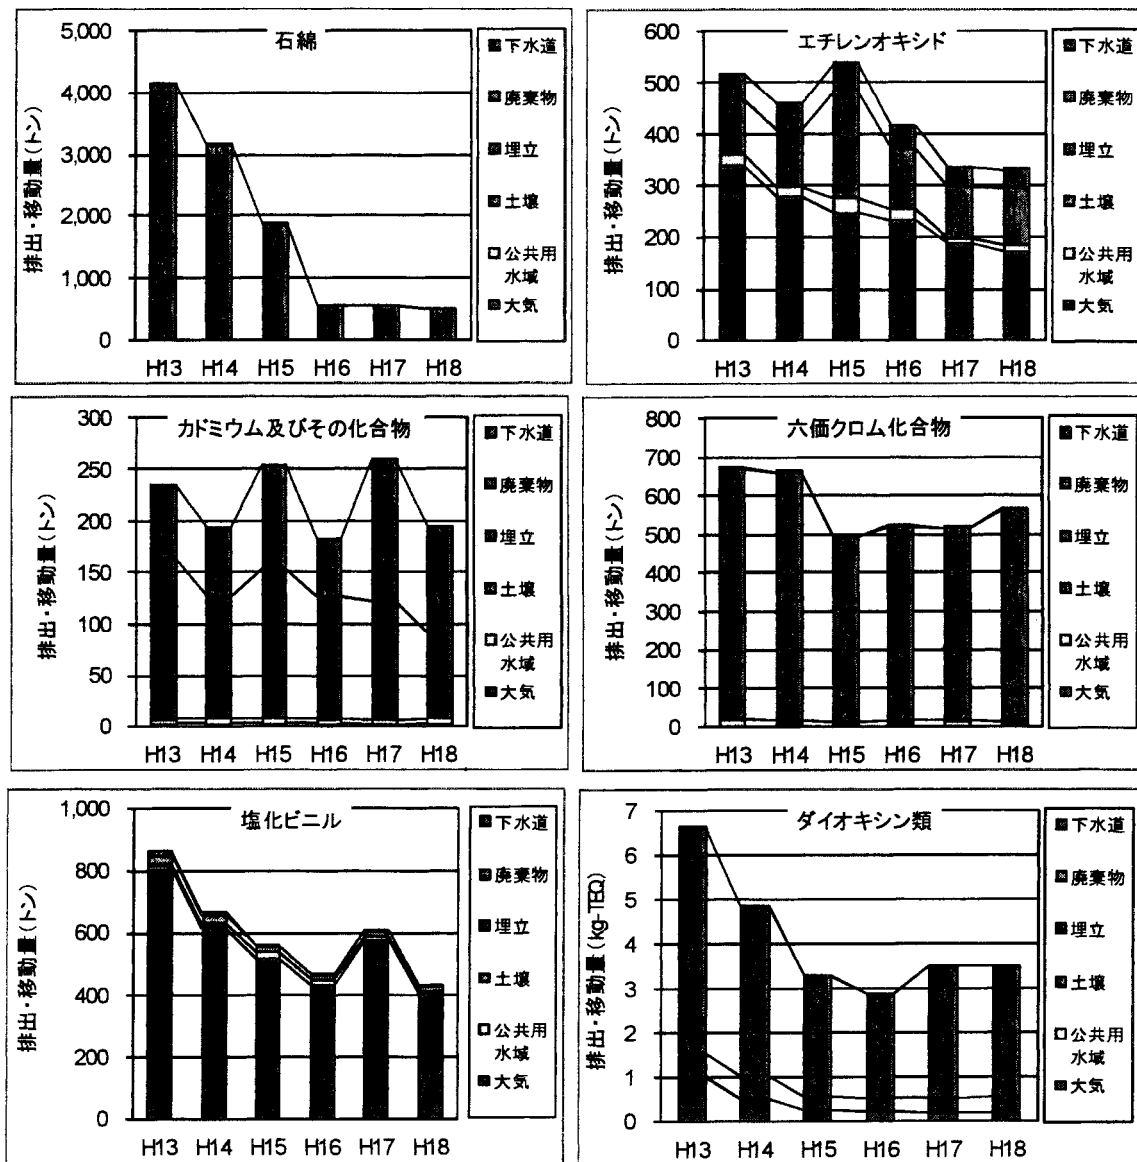 石綿
排出・移動量(トン)
5,000
4,000
3,000
2,000
1,000
0
H13 H14 H15 H16 H17 H18
下水道
廃棄物
埋立
土壌
公共用
水域
大気
エチレンオキシド
排出・移動量(トン)
600
500
400
300
200
100
0
H13 H14 H15 H16 H17 H18
下水道
廃棄物
埋立
土壌
公共用
水域
大気
カドミウム及びその化合物
排出・移動量(トン)
300
250
200
150
100
50
0
H13 H14 H15 H16 H17 H18
下水道
廃棄物
埋立
土壌
公共用
水域
大気
六価クロム化合物
排出・移動量(トン)
800
700
600
500
400
300
200
100
0
H13 H14 H15 H16 H17 H18
下水道
廃棄物
埋立
土壌
公共用
水域
大気
塩化ビニル
排出・移動量(トン)
1,000
800
600
400
200
0
H13 H14 H15 H16 H17 H18
下水道
廃棄物
埋立
土壌
公共用
水域
大気
ダイオキシン類
排出・移動量(kg-TEQ)
7
6
5
4
3
2
1
0
H13 H14 H15 H16 H17 H18
下水道
廃棄物
埋立
土壌
公共用
水域
大気